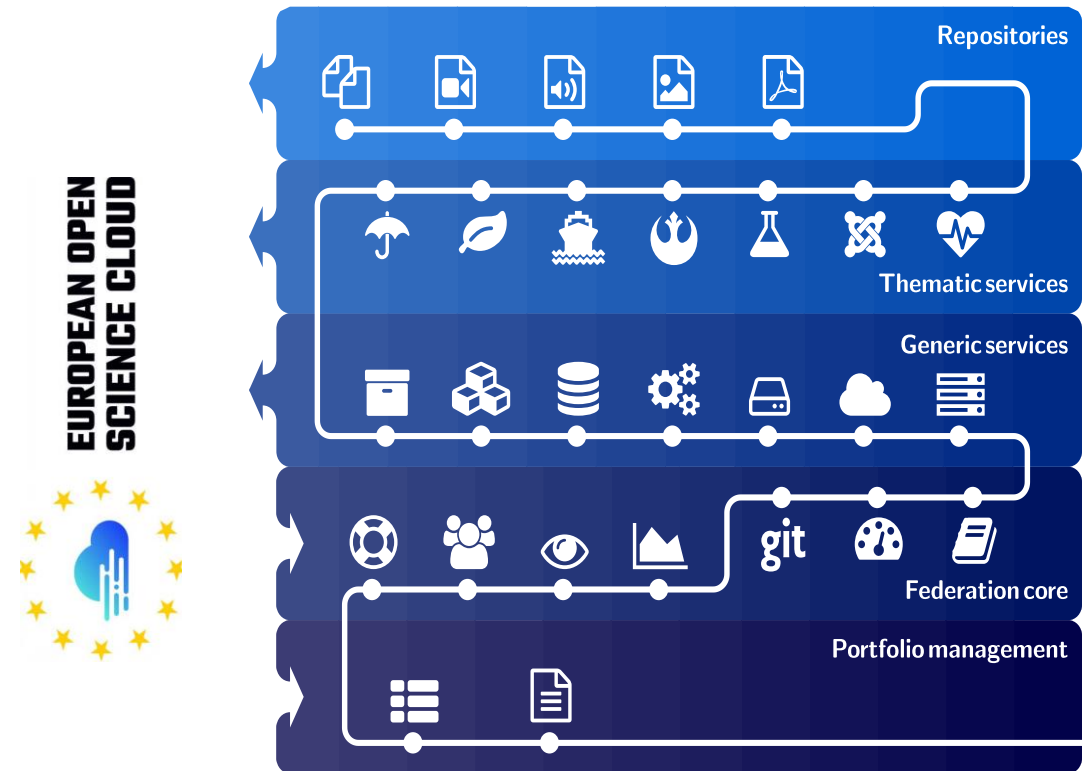 EUROPEAN OPEN
SCIENCE CLOUD
Repositories
Thematic services
Generic services
git
Federation core
Portfolio management